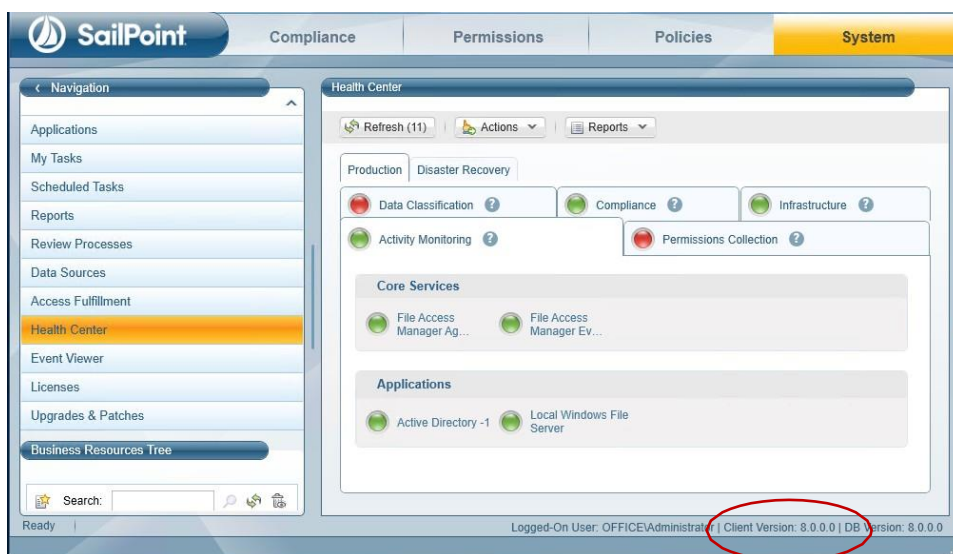 SailPoint
Compliance
Permissions
Policies
System
Navigation
Applications
My Tasks
Scheduled Tasks
Reports
Review Processes
Data Sources
Access Fulfillment
Health Center
Event Viewer
Licenses
Upgrades & Patches
Business Resources Tree
Search:
Health Center
Refresh (11)
Actions
Reports
Production
Disaster Recovery
Data Classification ?
Compliance ?
Infrastructure ?
Activity Monitoring ?
Permissions Collection ?
Core Services
File Access
Manager Ag...
File Access
Manager Ev...
Applications
Active Directory -1
Local Windows File
Server
Ready
Logged-On User: OFFICE\Administrator | Client Version: 8.0.0.0 | DB Version: 8.0.0.0